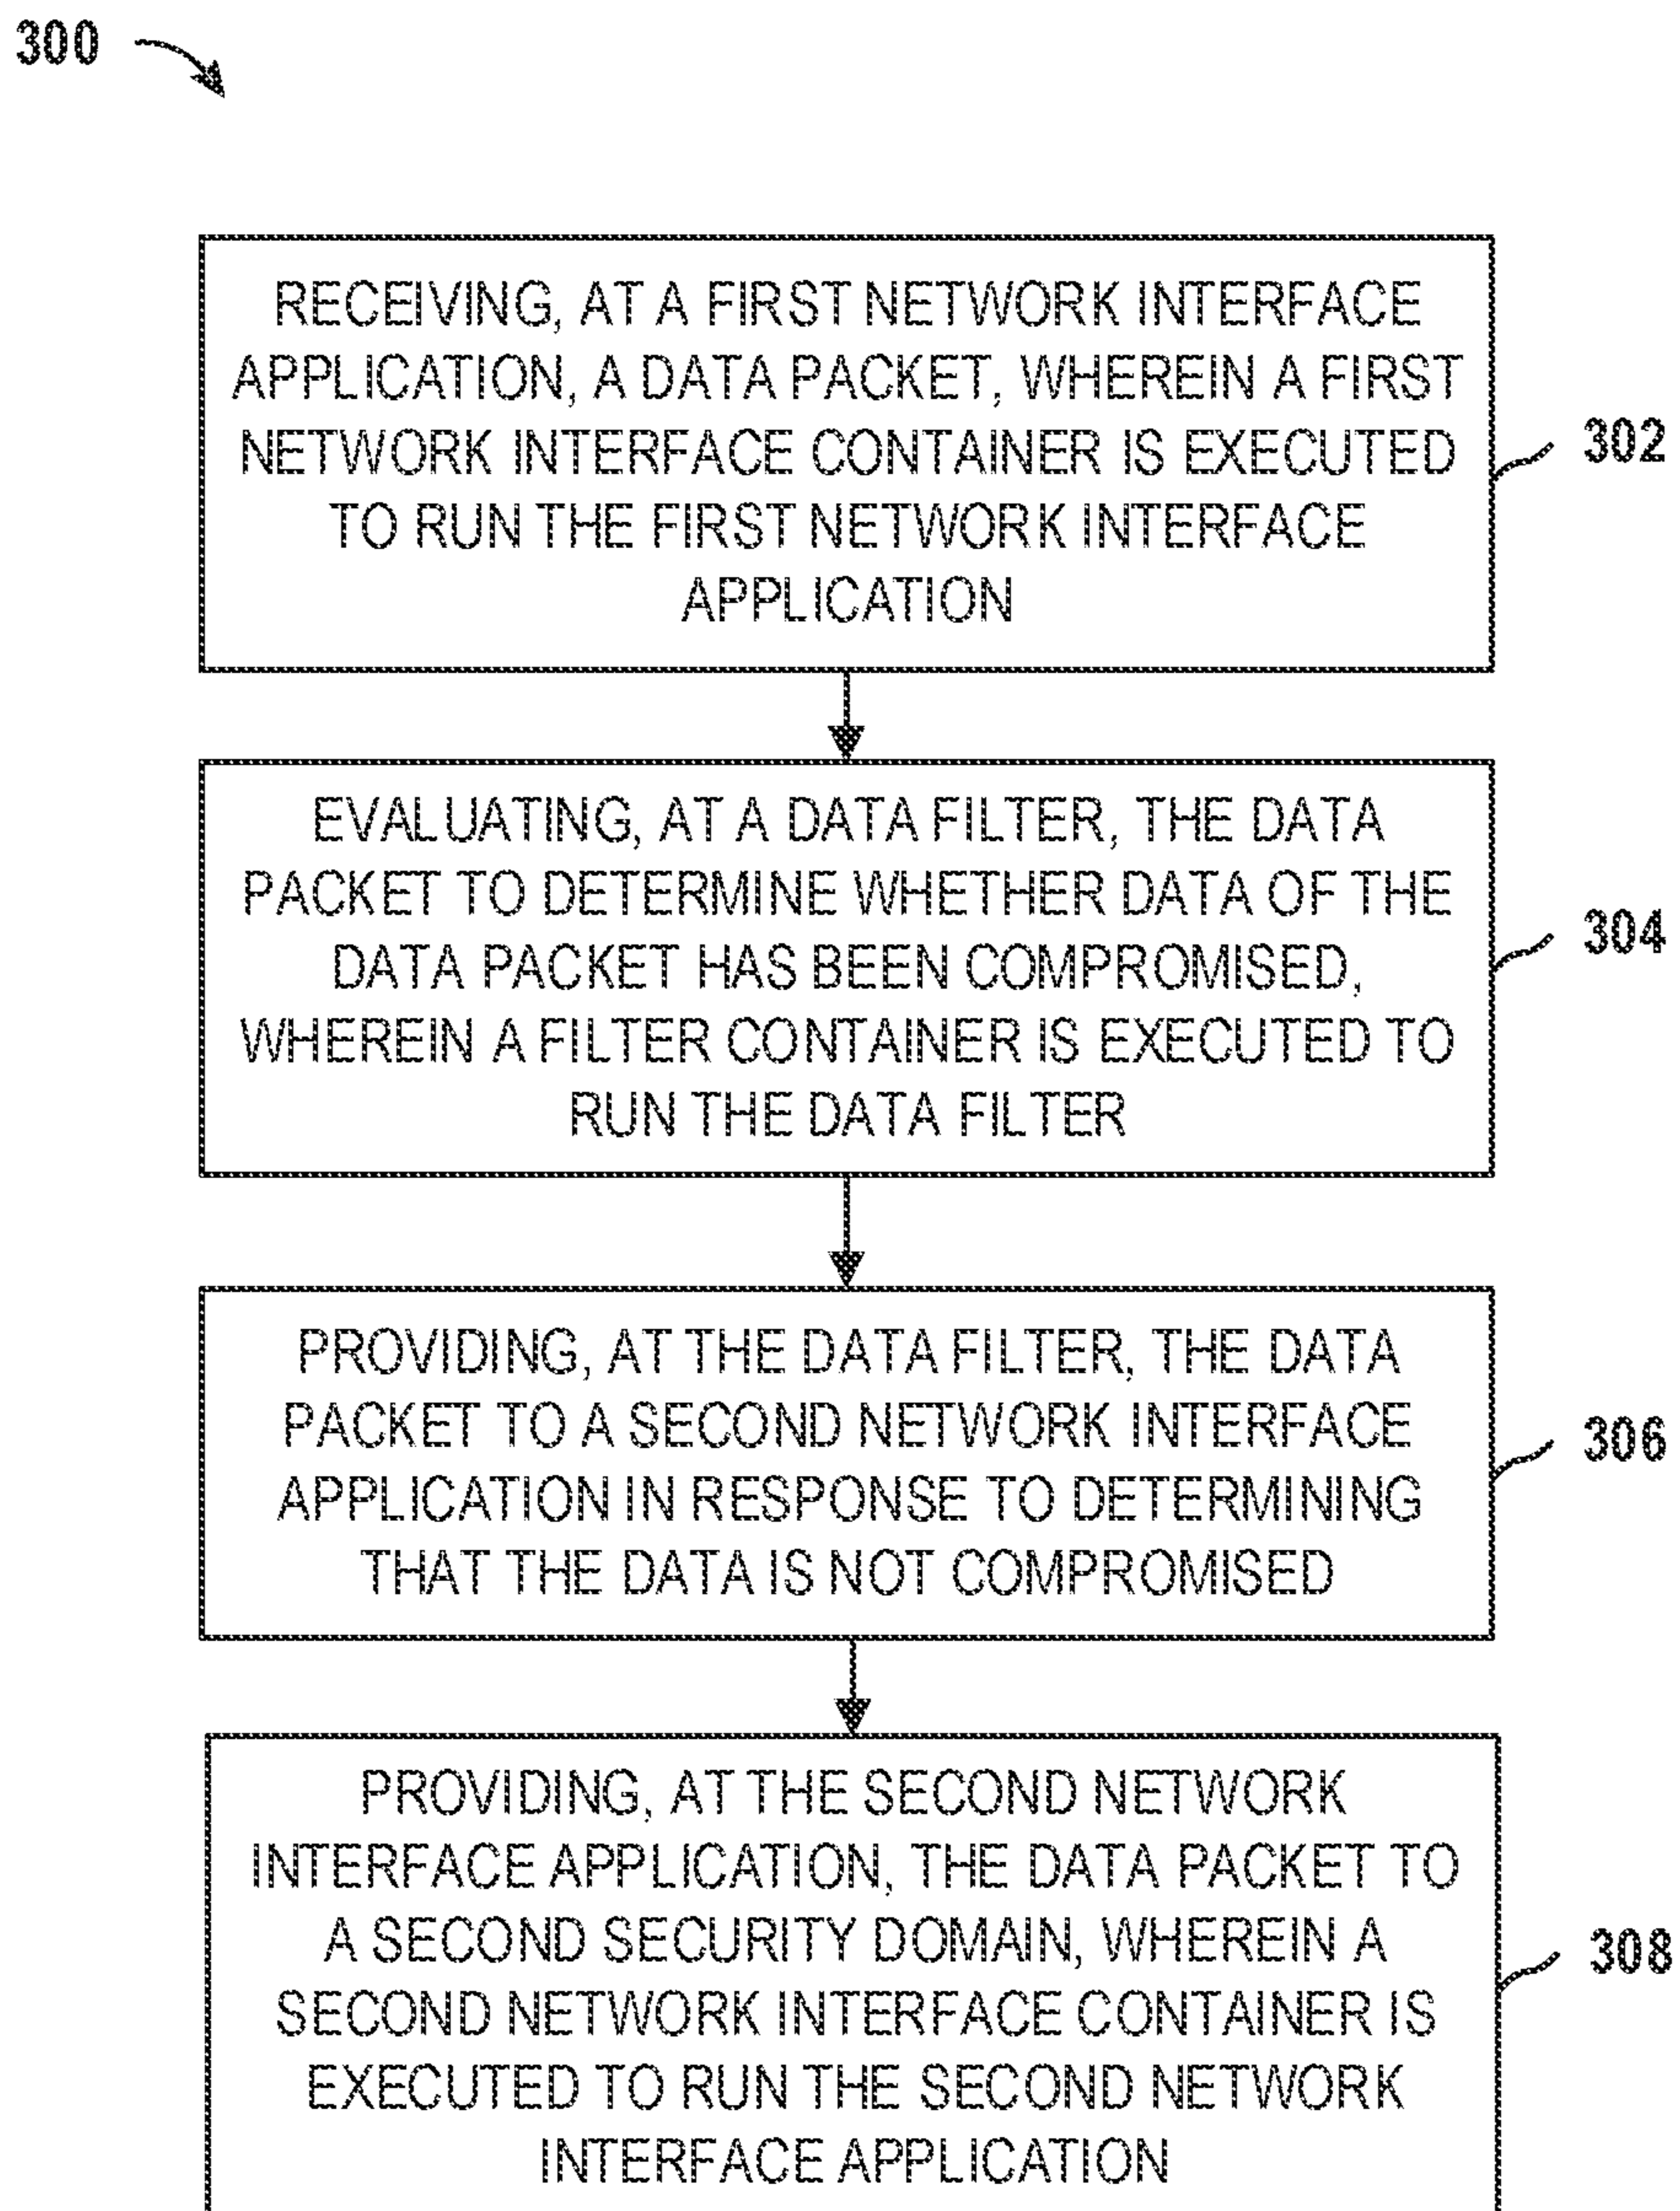 300
RECEIVING, AT A FIRST NETWORK INTERFACE
APPLICATION, A DATA PACKET, WHEREIN A FIRST
NETWORK INTERFACE CONTAINER IS EXECUTED
TO RUN THE FIRST NETWORK INTERFACE
APPLICATION
302
EVALUATING, AT A DATA FILTER, THE DATA
PACKET TO DETERMINE WHETHER DATA OF THE
DATA PACKET HAS BEEN COMPROMISED,
WHEREIN A FILTER CONTAINER IS EXECUTED TO
RUN THE DATA FILTER
304
PROVIDING, AT THE DATA FILTER, THE DATA
PACKET TO A SECOND NETWORK INTERFACE
APPLICATION IN RESPONSE TO DETERMINING
THAT THE DATA IS NOT COMPROMISED
306
PROVIDING, AT THE SECOND NETWORK
INTERFACE APPLICATION, THE DATA PACKET TO
A SECOND SECURITY DOMAIN, WHEREIN A
SECOND NETWORK INTERFACE CONTAINER IS
EXECUTED TO RUN THE SECOND NETWORK
INTERFACE APPLICATION
308